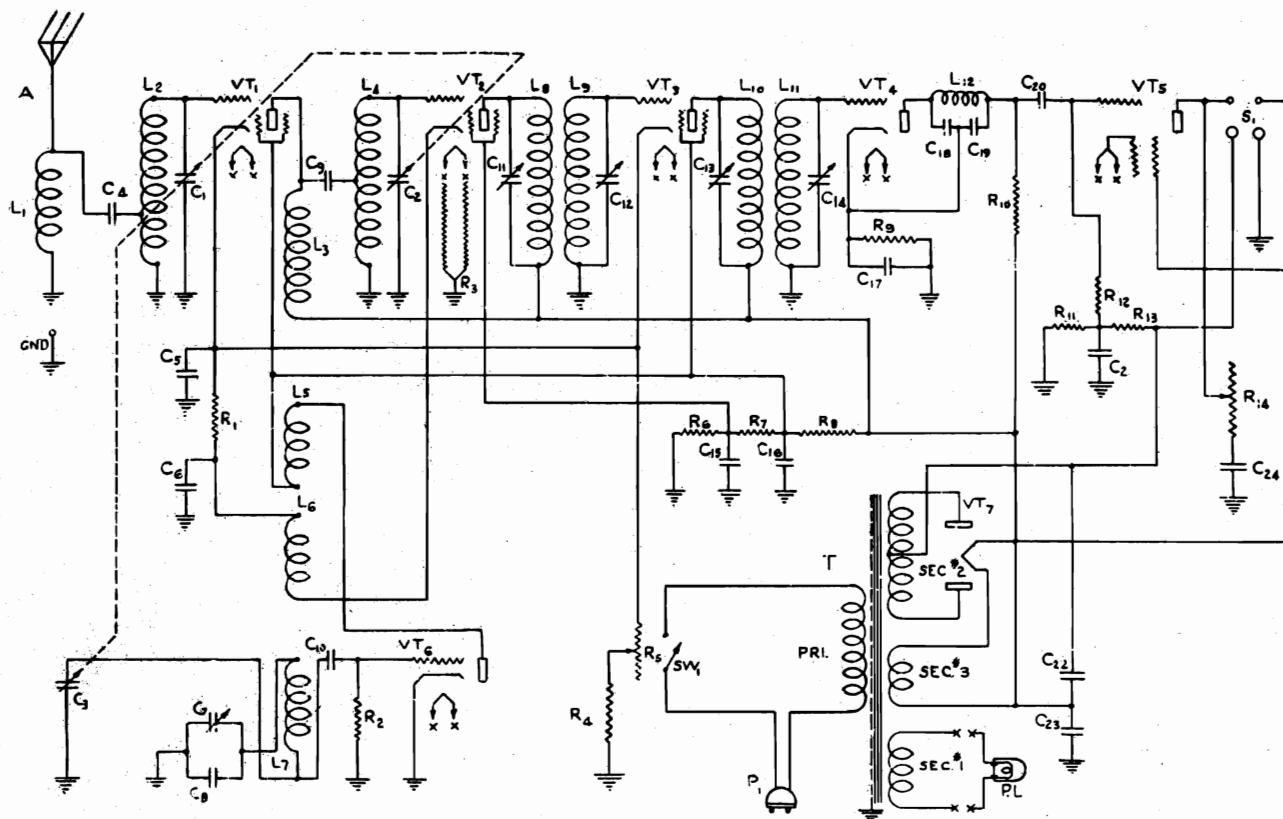 A
L1
GND
C4
L2
C1
VT1
L3
C9
L4
C2
VT2
R3
C11
L8
L9
C12
VT3
C13
L10
L11
C14
VT4
L12
C18
C19
R9
C17
C20
R10
VT5
S1
R11
R12
R13
C2
R14
C24
C5
R1
C6
L5
L6
R6
R7
R8
C15
C16
VT7
SEC #2
T
PRI.
SEC #3
C22
C23
SEC #1
P.L
P1
SW1
R5
R4
C3
C8
L7
C10
R2
VT6
x x
x x
x x
x x
x x
x x
x x
x x